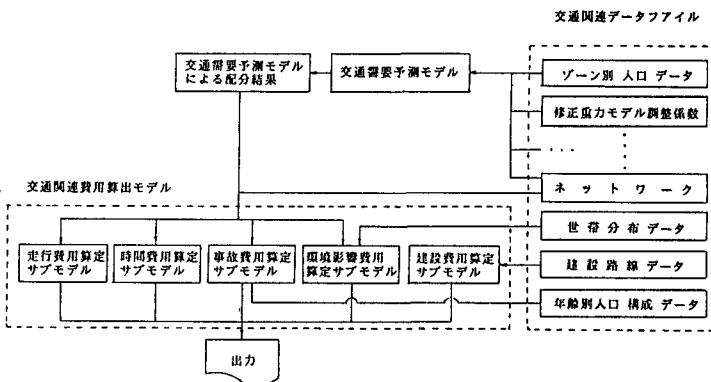 交通関連データファイル
交通需要予測モデル
による配分結果
交通需要予測モデル
ゾーン別 人口 データ
修正重力モデル調整係数
ネットワーク
交通関連費用算出モデル
世帯分布データ
走行費用算定
サブモデル
時間費用算定
サブモデル
事故費用算定
サブモデル
環境影響費用
算定サブモデル
建設費用算定
サブモデル
建設路線データ
年齢別人口 構成 データ
出力